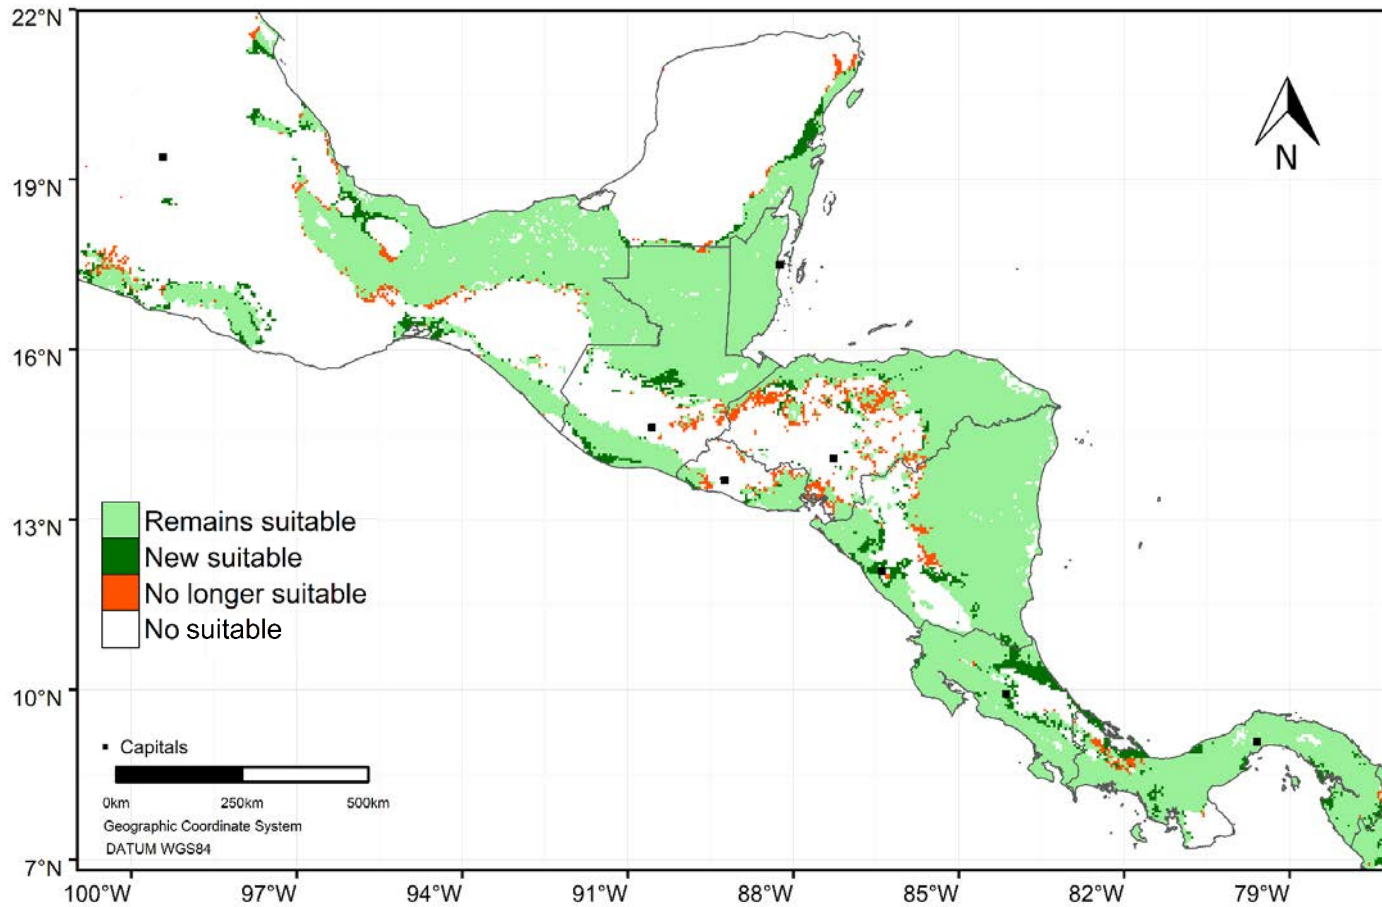 22°N
19°N
16°N
13°N
10°N
7°N
N
Remains suitable
New suitable
No longer suitable
No suitable
Capitals
0km 250km 500km
Geographic Coordinate System
DATUM WGS84
100°W 97°W 94°W 91°W 88°W 85°W 82°W 79°W